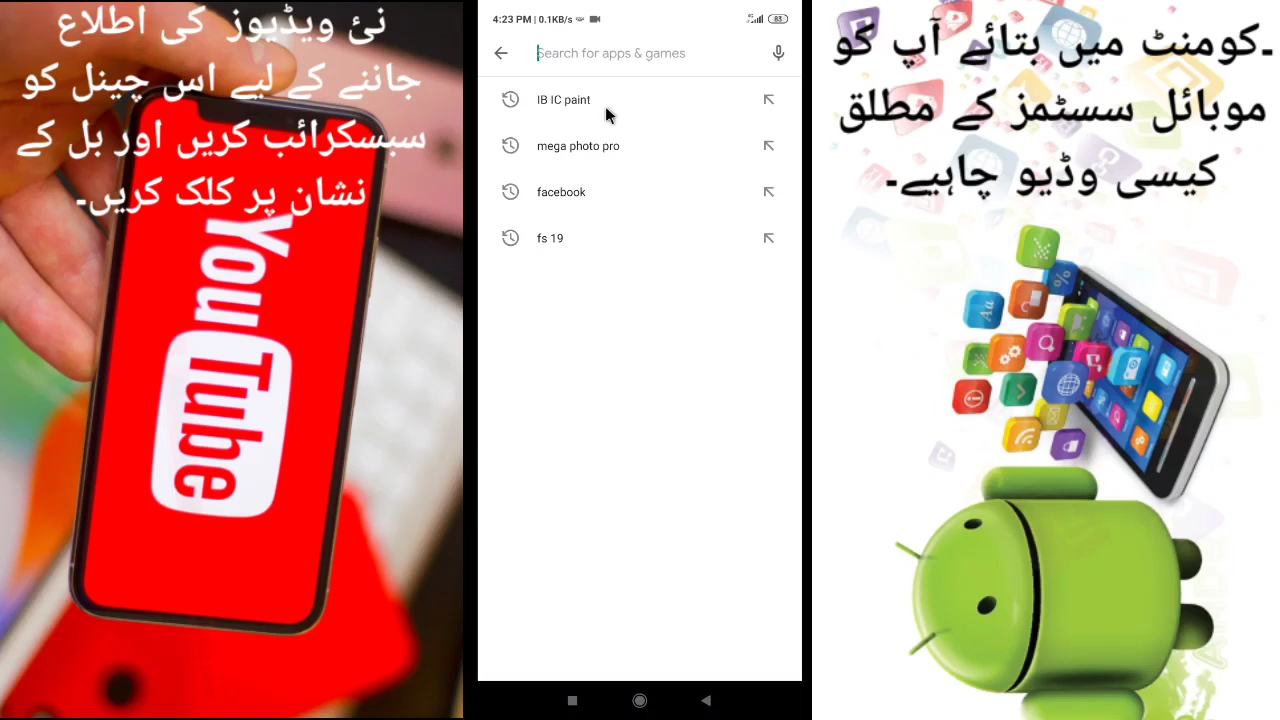 نئ ویڈیوز کی اطلاع
جاننے کے لیے اس چینل کو
سبسکرائب کریں اور بل کے
نشان پر کلک کریں۔
YouTube
4:23 PM | 0.1KB/s
83
Search for apps & games
IB IC paint
mega photo pro
facebook
fs 19
۔کومنٹ میں بتائے آپ کو
موبائل سسٹمز کے مطلق
کیسی وڈیو چاہیے۔
Aa
%